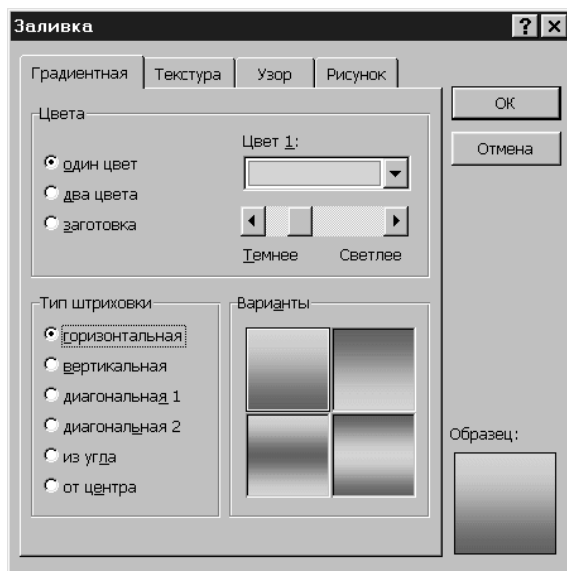 Заливка
Градиентная
Текстура
Узор
Рисунок
OK
Отмена
Цвета
один цвет
два цвета
заготовка
Цвет 1:
Темнее
Светлее
Тип штриховки
горизонтальная
вертикальная
диагональная 1
диагональная 2
из угла
от центра
Варианты
Образец: